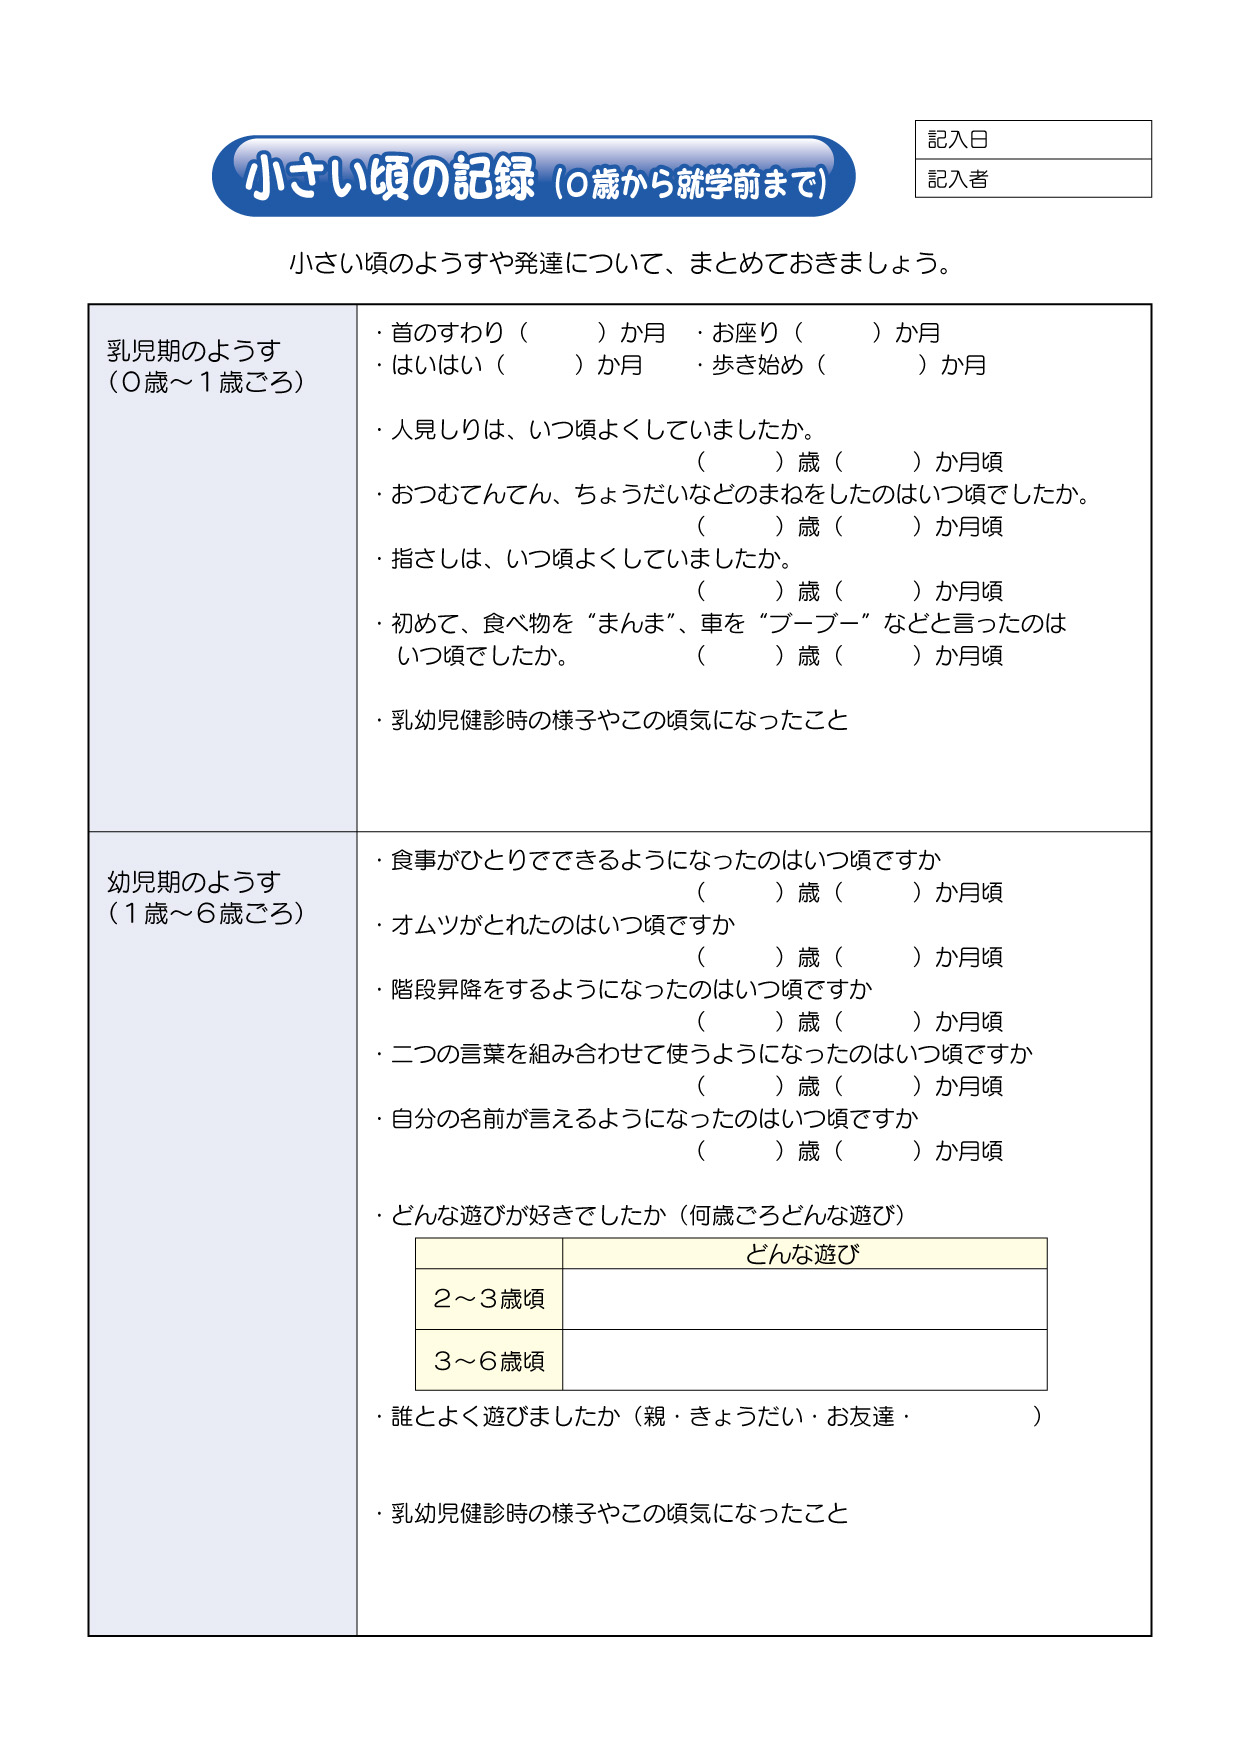 小さい頃の記録（0歳から就学前まで）
記入日
記入者
小さい頃のようすや発達について、まとめておきましょう。
乳児期のようす
（０歳～１歳ごろ）
・首のすわり（　　　）か月　・お座り（　　　）か月
・はいはい（　　　）か月　　・歩き始め（　　　　）か月
・人見しりは、いつ頃よくしていましたか。
（　　　）歳（　　　）か月頃
・おつむてんてん、ちょうだいなどのまねをしたのはいつ頃でしたか。
（　　　）歳（　　　）か月頃
・指さしは、いつ頃よくしていましたか。
（　　　）歳（　　　）か月頃
・初めて、食べ物を“まんま”、車を“ブーブー”などと言ったのは
いつ頃でしたか。　　　　　（　　　）歳（　　　）か月頃
・乳幼児健診時の様子やこの頃気になったこと
幼児期のようす
（１歳～６歳ごろ）
・食事がひとりでできるようになったのはいつ頃ですか
（　　　）歳（　　　）か月頃
・オムツがとれたのはいつ頃ですか
（　　　）歳（　　　）か月頃
・階段昇降をするようになったのはいつ頃ですか
（　　　）歳（　　　）か月頃
・二つの言葉を組み合わせて使うようになったのはいつ頃ですか
（　　　）歳（　　　）か月頃
・自分の名前が言えるようになったのはいつ頃ですか
（　　　）歳（　　　）か月頃
・どんな遊びが好きでしたか（何歳ごろどんな遊び）
どんな遊び
２～３歳頃
３～６歳頃
・誰とよく遊びましたか（親・きょうだい・お友達・　　　　　）
・乳幼児健診時の様子やこの頃気になったこと